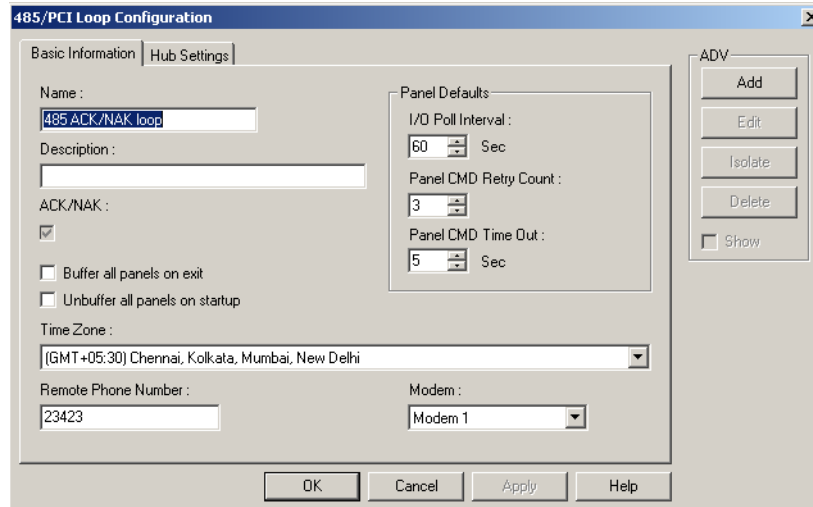 485/PCI Loop Configuration
Basic Information
Hub Settings
Name :
485 ACK/NAK loop
Description :
ACK/NAK :
Buffer all panels on exit
Unbuffer all panels on startup
Time Zone :
(GMT+05:30) Chennai, Kolkata, Mumbai, New Delhi
Remote Phone Number :
23423
Modem :
Modem 1
Panel Defaults
I/O Poll Interval :
60 Sec
Panel CMD Retry Count :
3
Panel CMD Time Out :
5 Sec
ADV
Add
Edit
Isolate
Delete
Show
OK
Cancel
Apply
Help